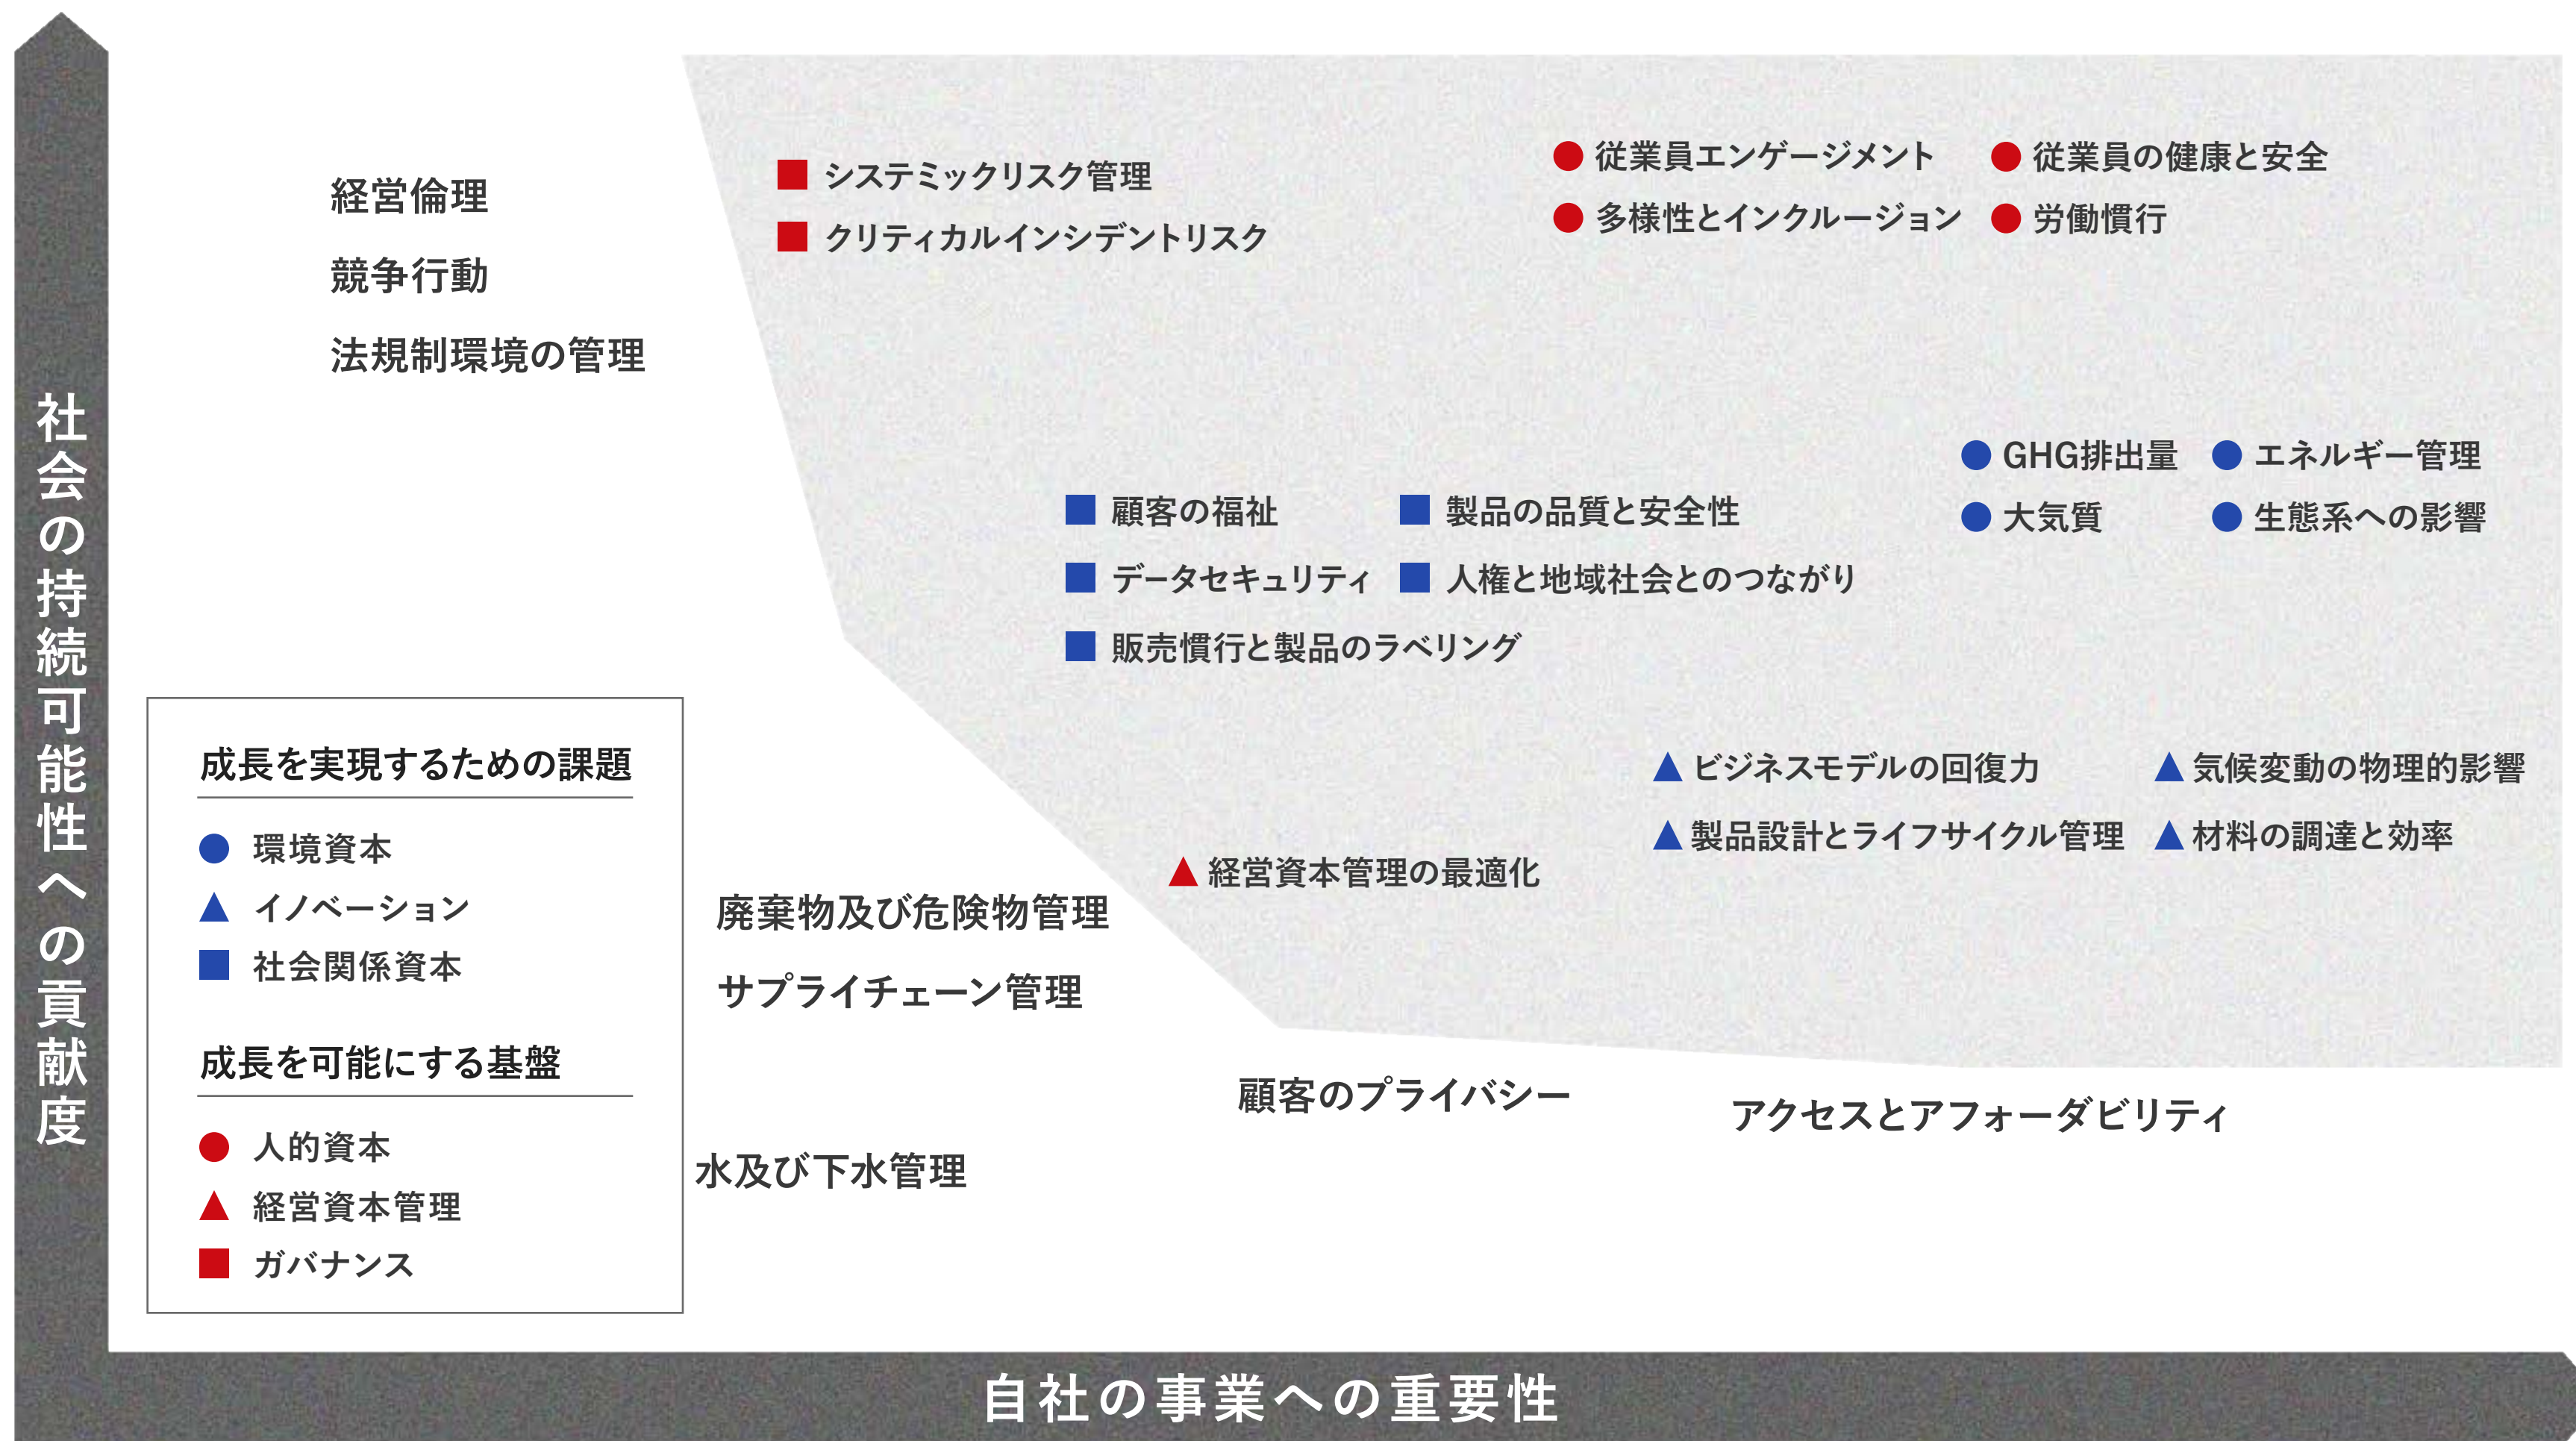 社会の持続可能性への貢献度
経営倫理
競争行動
法規制環境の管理
システミックリスク管理
クリティカルインシデントリスク
従業員エンゲージメント 従業員の健康と安全
多様性とインクルージョン 労働慣行
GHG排出量 エネルギー管理
大気質 生態系への影響
顧客の福祉 製品の品質と安全性
データセキュリティ 人権と地域社会とのつながり
販売慣行と製品のラベリング
ビジネスモデルの回復力 気候変動の物理的影響
製品設計とライフサイクル管理 材料の調達と効率
経営資本管理の最適化
廃棄物及び危険物管理
サプライチェーン管理
顧客のプライバシー
アクセスとアフォーダビリティ
水及び下水管理
成長を実現するための課題
環境資本
イノベーション
社会関係資本
成長を可能にする基盤
人的資本
経営資本管理
ガバナンス
自社の事業への重要性